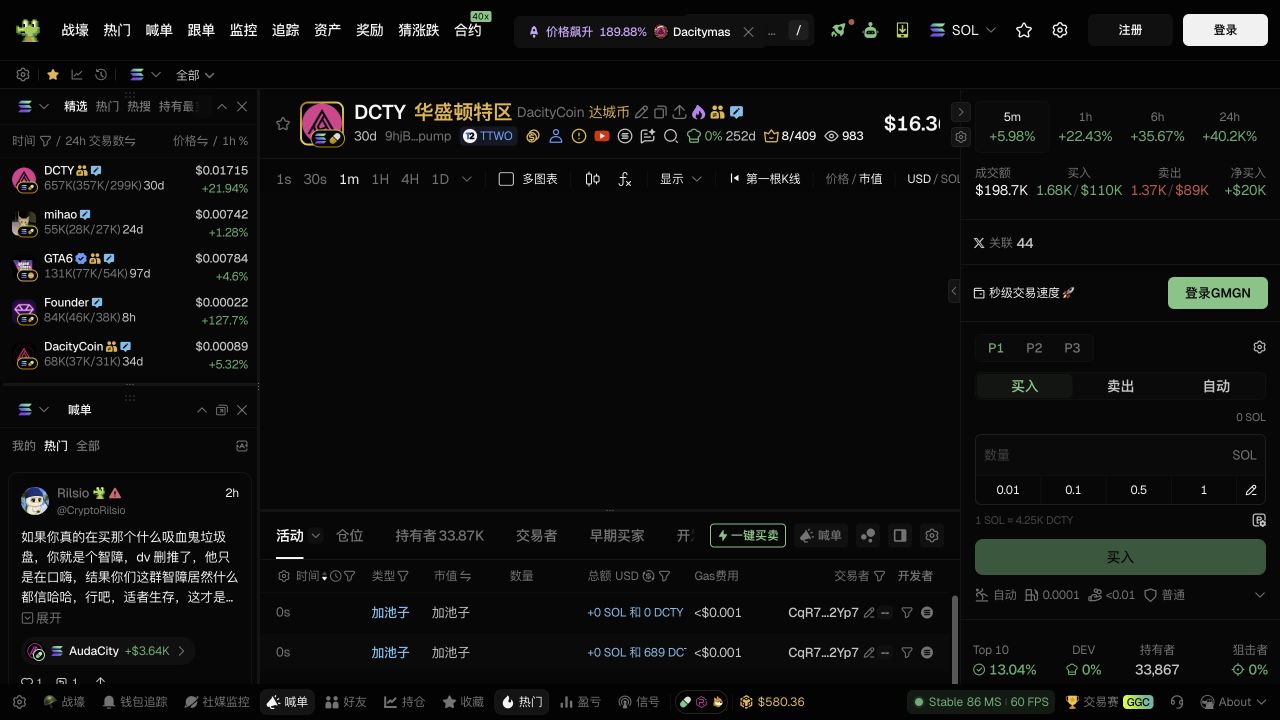 战壕 热门 喊单 跟单 监控 追踪 资产 奖励 猜涨跌 合约 40x
价格飙升 189.88% Dacitymas ... /
SOL 注册 登录
全部
精选 热门 热搜 持有最
时间 / 24h 交易数 价格 / 1h %
DCTY $0.01715
657K(357K/299K) 30d +21.94%
mihao $0.00742
55K(28K/27K) 24d +1.28%
GTA6 $0.00784
131K(77K/54K) 97d +4.6%
Founder $0.00022
84K(46K/38K) 8h +127.7%
DacityCoin $0.00089
68K(37K/31K) 34d +5.32%
喊单
我的 热门 全部
Rilsio 2h
@CryptoRilsio
如果你真的在买那个什么吸血鬼垃圾
盘，你就是个智障，dv 删推了，他只
是在口嗨，结果你们这群智障居然什么
都信哈哈，行吧，适者生存，这才是...
展开
AudaCity +$3.64K
1 1
DCTY 华盛顿特区 DacityCoin 达城币
30d 9hjB...pump 12 TTWO 0% 252d 8/409 983
$16.3
1s 30s 1m 1H 4H 1D 多图表 显示 第一根K线 价格 / 市值 USD / SOL
活动 仓位 持有者 33.87K 交易者 早期买家 开 一键买卖 喊单
时间 类型 市值 数量 总额 USD Gas费用 交易者 开发者
0s 加池子 加池子 +0 SOL 和 0 DCTY <$0.001 CqR7...2Yp7 --
0s 加池子 加池子 +0 SOL 和 689 DC <$0.001 CqR7...2Yp7 --
5m 1h 6h 24h
+5.98% +22.43% +35.67% +40.2K%
成交额 买入 卖出 净买入
$198.7K 1.68K/$110K 1.37K/$89K +$20K
关联 44
秒级交易速度 登录GMGN
P1 P2 P3
买入 卖出 自动
0 SOL
数量 SOL
0.01 0.1 0.5 1
1 SOL ≈ 4.25K DCTY
买入
自动 0.0001 <0.01 普通
Top 10 DEV 持有者 狙击者
13.04% 0% 33,867 0%
战壕 钱包追踪 社媒监控 喊单 好友 持仓 收藏 热门 盈亏 信号 $580.36 Stable 86 MS 60 FPS 交易赛 GGC About